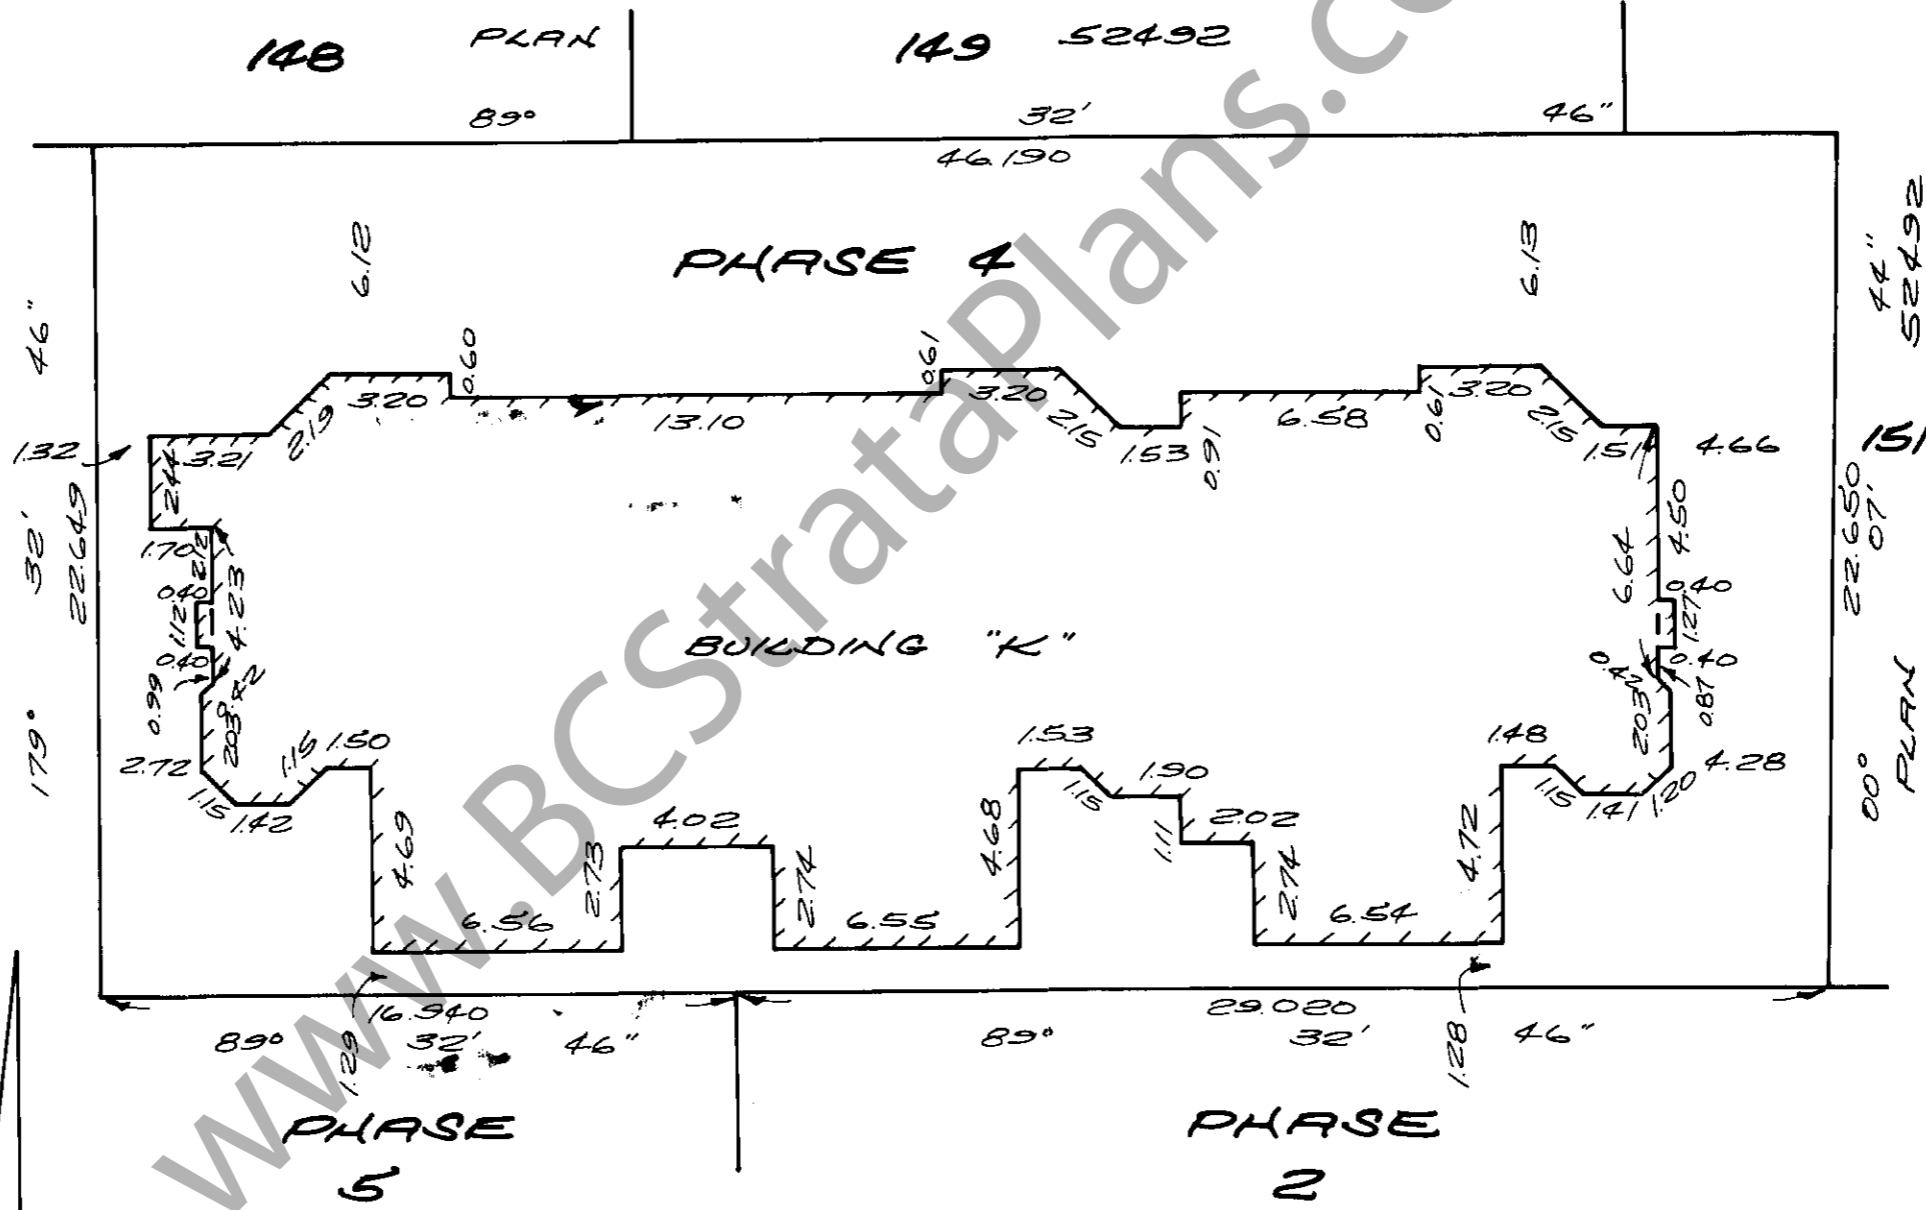 148 PLAN 149 52492
89° 32' 46"
46.190
6.12 PHASE 4 6.13
46" 44" 52492
0.60 0.61
3.20 3.20 3.20
2.19 13.10 2.15 6.58 0.61 2.15
1.32 3.21 1.53 1.51 4.66 151
2.44 0.91
22.649 4.50 22.650
32' 07'
1.70 2.12 6.64
0.40 0.40
1.12 4.23 1.27
BUILDING "K"
0.40 0.42 0.40
0.99 0.42 0.87
179° 2.03 2.03 PLAN
2.72 1.15 1.50 1.53 1.90 1.48 4.28 00°
1.15 1.42 1.15 1.15 1.41 1.20
4.02 2.02
4.69 2.73 4.68 1.11 4.72
2.74 2.74
6.56 6.55 6.54
16.940 29.020
89° 32' 46" 89° 32' 46"
1.29 1.28
PHASE PHASE
5 2
www.BCStrataPlans.co